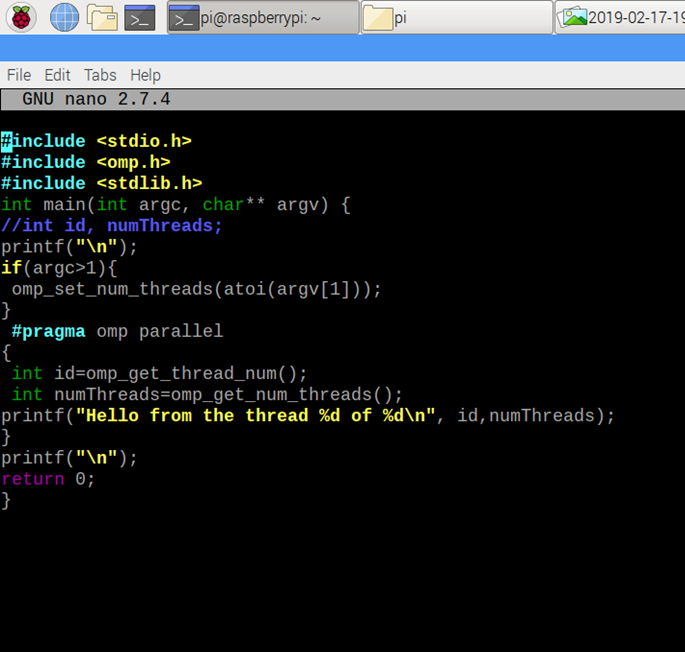 pi@raspberrypi: ~
pi
2019-02-17-19
File Edit Tabs Help
GNU nano 2.7.4
#include <stdio.h>
#include <omp.h>
#include <stdlib.h>
int main(int argc, char** argv) {
//int id, numThreads;
printf("\n");
if(argc>1){
 omp_set_num_threads(atoi(argv[1]));
}
 #pragma omp parallel
{
 int id=omp_get_thread_num();
 int numThreads=omp_get_num_threads();
printf("Hello from the thread %d of %d\n", id,numThreads);
}
printf("\n");
return 0;
}